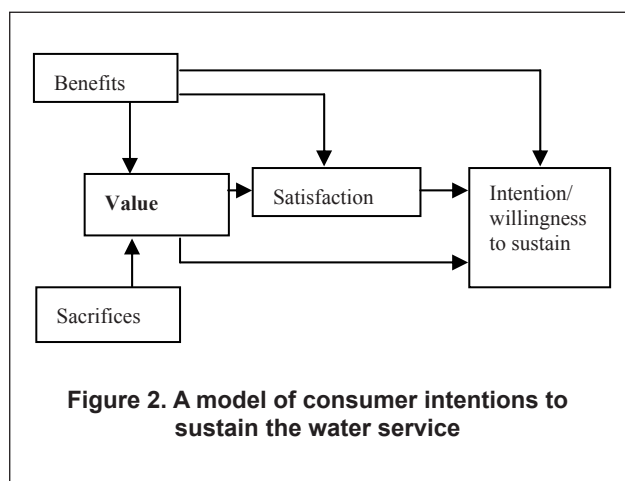 Benefits
Value
Satisfaction
Intention/
willingness
to sustain
Sacrifices
Figure 2. A model of consumer intentions to
sustain the water service